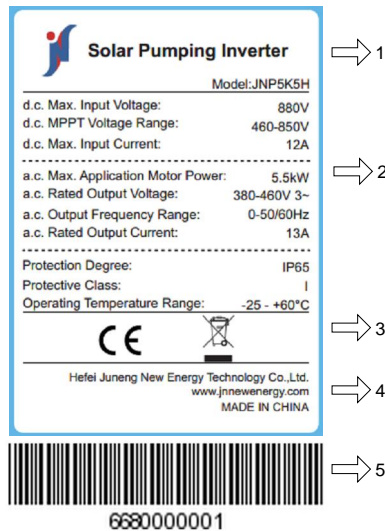 Solar Pumping Inverter
1
Model:JNP5K5H
d.c. Max. Input Voltage: 880V
d.c. MPPT Voltage Range: 460-850V
d.c. Max. Input Current: 12A
2
a.c. Max. Application Motor Power: 5.5kW
a.c. Rated Output Voltage: 380-460V 3~
a.c. Output Frequency Range: 0-50/60Hz
a.c. Rated Output Current: 13A
Protection Degree: IP65
Protective Class: I
Operating Temperature Range: -25 - +60°C
CE
3
Hefei Juneng New Energy Technology Co.,Ltd.
www.jnnewenergy.com
4
MADE IN CHINA
5
6680000001